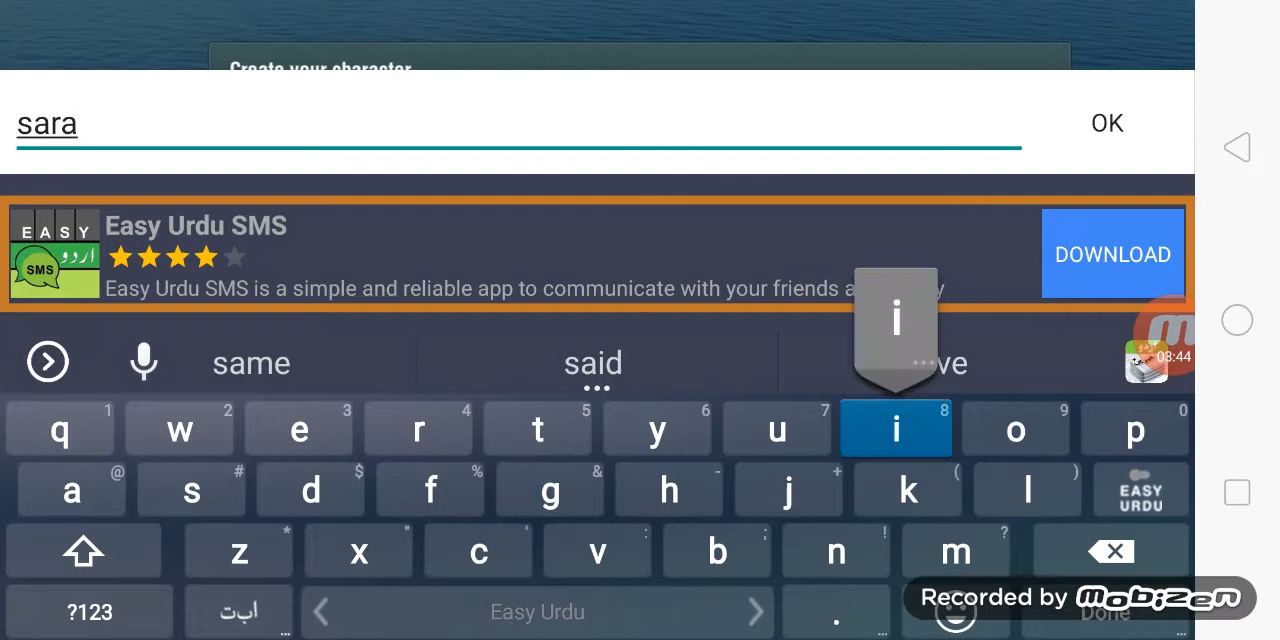 Create your character
sara
OK
EASY
اردو
SMS
Easy Urdu SMS
Easy Urdu SMS is a simple and reliable app to communicate with your friends a
DOWNLOAD
i
same
said
ve
03:44
q 1 w 2 e 3 r 4 t 5 y 6 u 7 i 8 o 9 p 0
a @ s # d $ f % g & h - j + k ( l )
EASY
URDU
z * x " c ' v : b ; n ! m ?
?123
اب‌ت
Easy Urdu
.
Done
Recorded by mobizen